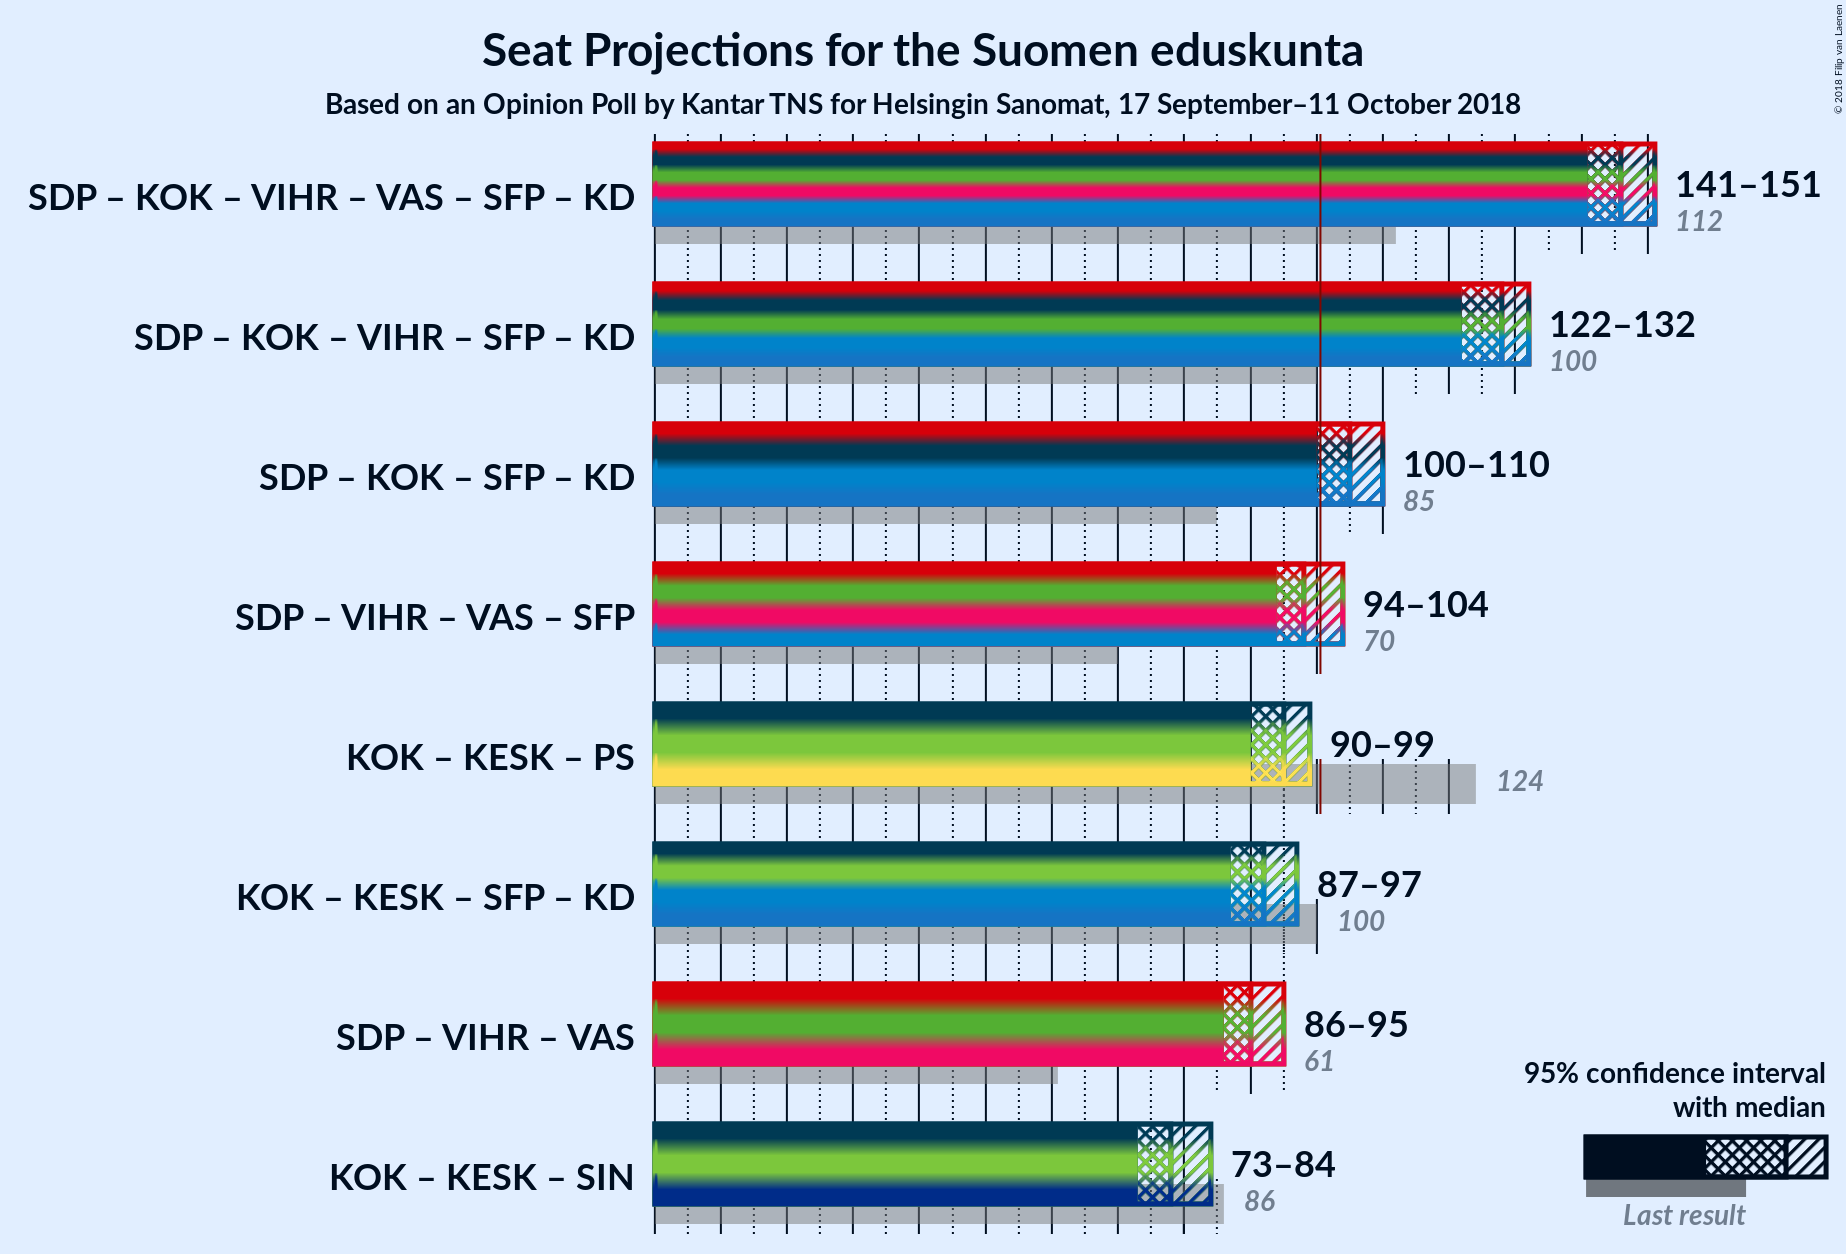 Seat Projections for the Suomen eduskunta
Based on an Opinion Poll by Kantar TNS for Helsingin Sanomat, 17 September–11 October 2018
© 2018 Filip van Laenen
SDP – KOK – VIHR – VAS – SFP – KD
141–151
112
SDP – KOK – VIHR – SFP – KD
122–132
100
SDP – KOK – SFP – KD
100–110
85
SDP – VIHR – VAS – SFP
94–104
70
KOK – KESK – PS
90–99
124
KOK – KESK – SFP – KD
87–97
100
SDP – VIHR – VAS
86–95
61
KOK – KESK – SIN
73–84
86
95% confidence interval
with median
Last result